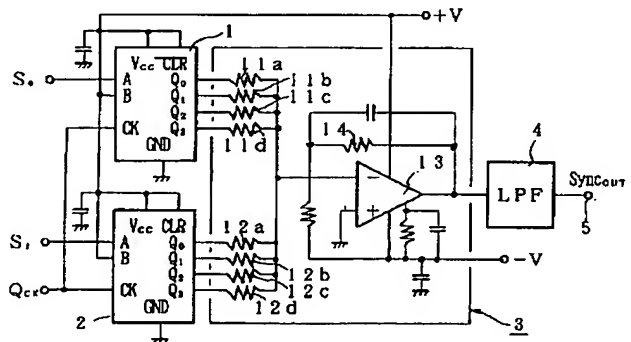 1
+V
Vcc CLR
S₀
A
B
CK
GND
Q₀
Q₁
Q₂
Q₃
11a
11b
11c
11d
14
13
−
+
4
LPF
SYNCOUT
5
−V
3
Vcc CLR
S₁
A
B
QCK
CK
GND
2
Q₀
Q₁
Q₂
Q₃
12a
12b
12c
12d